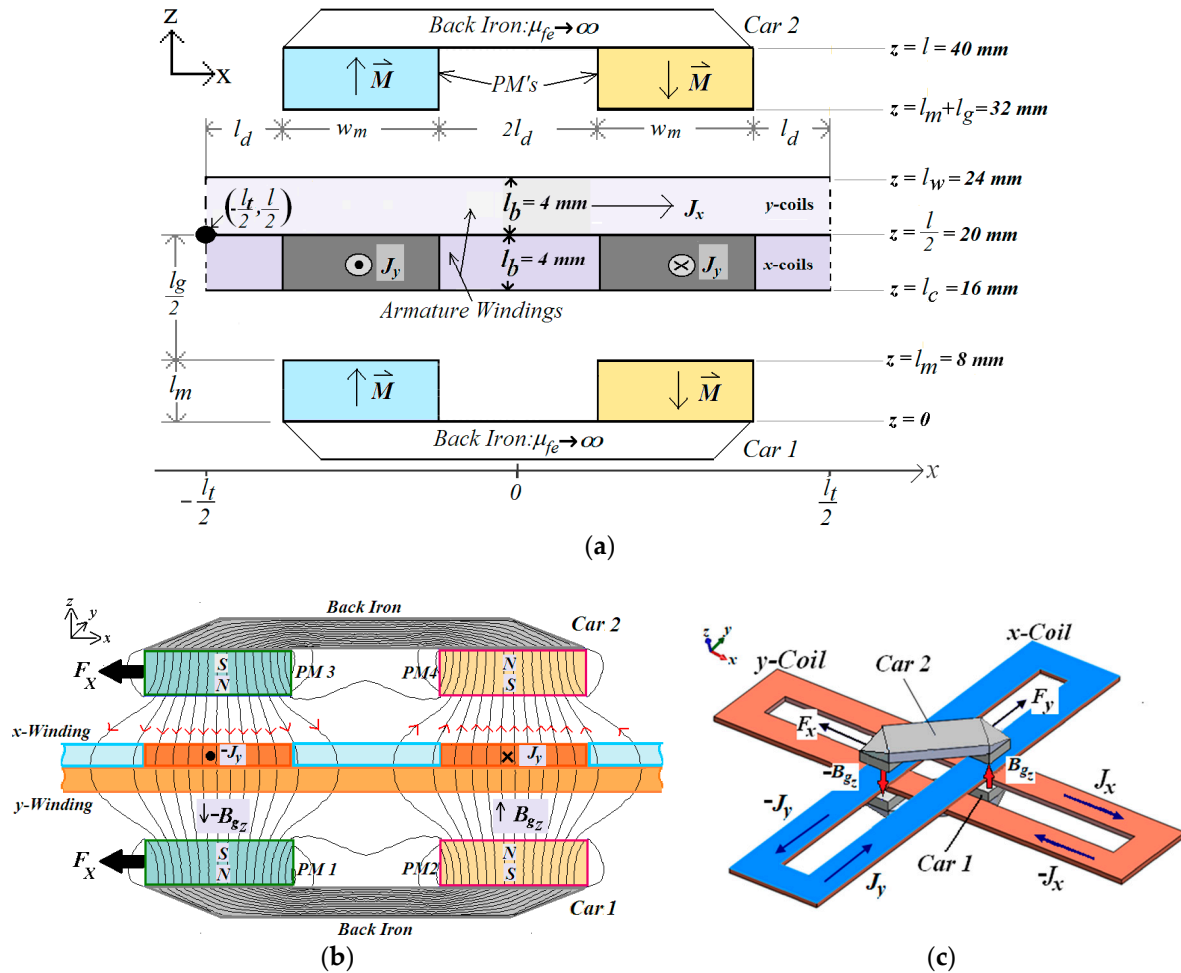 z
Back Iron:μfe→∞
Car 2
z = l = 40 mm
x
M
PM's
M
z = lm+lg = 32 mm
ld
wm
2ld
wm
ld
z = lw = 24 mm
(-lt/2, l/2)
lb = 4 mm
Jx
y-coils
z = l/2 = 20 mm
Jy
lb = 4 mm
Jy
x-coils
lg/2
Armature Windings
z = lc = 16 mm
z = lm = 8 mm
lm
M
M
z = 0
Back Iron:μfe→∞
Car 1
x
-lt/2
0
lt/2
(a)
z
y
x
Back Iron
Car 2
Fx
S
N
PM 3
PM4
N
S
x-Winding
-Jy
Jy
y-Winding
-Bgz
Bgz
Fx
S
N
PM 1
PM2
N
S
Car 1
Back Iron
(b)
z
y
x
x-Coil
y-Coil
Car 2
Fx
Fy
-Bgz
Bgz
Jx
-Jy
Car 1
Jy
-Jx
(c)